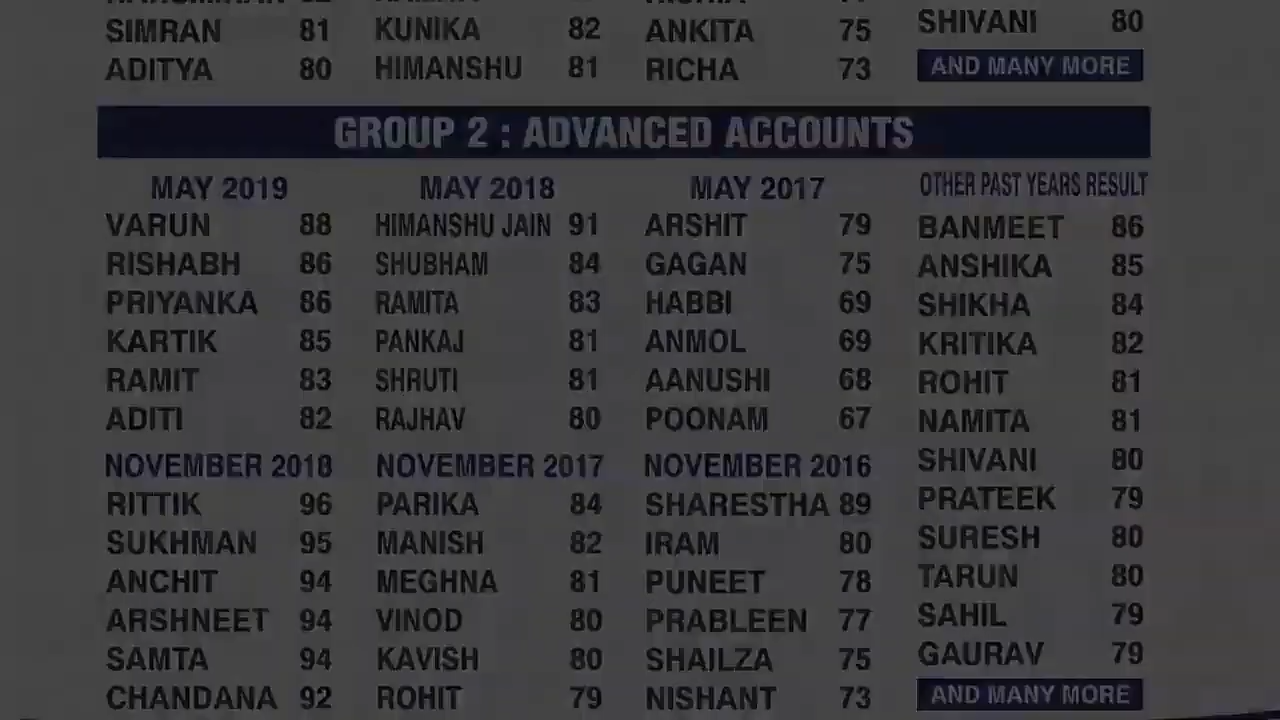 SIMRAN 81 KUNIKA 82 ANKITA 75 SHIVANI 80
ADITYA 80 HIMANSHU 81 RICHA 73 AND MANY MORE
GROUP 2 : ADVANCED ACCOUNTS
MAY 2019 MAY 2018 MAY 2017 OTHER PAST YEARS RESULT
VARUN 88 HIMANSHU JAIN 91 ARSHIT 79 BANMEET 86
RISHABH 86 SHUBHAM 84 GAGAN 75 ANSHIKA 85
PRIYANKA 86 RAMITA 83 HABBI 69 SHIKHA 84
KARTIK 85 PANKAJ 81 ANMOL 69 KRITIKA 82
RAMIT 83 SHRUTI 81 AANUSHI 68 ROHIT 81
ADITI 82 RAJHAV 80 POONAM 67 NAMITA 81
NOVEMBER 2018 NOVEMBER 2017 NOVEMBER 2016 SHIVANI 80
RITTIK 96 PARIKA 84 SHARESTHA 89 PRATEEK 79
SUKHMAN 95 MANISH 82 IRAM 80 SURESH 80
ANCHIT 94 MEGHNA 81 PUNEET 78 TARUN 80
ARSHNEET 94 VINOD 80 PRABLEEN 77 SAHIL 79
SAMTA 94 KAVISH 80 SHAILZA 75 GAURAV 79
CHANDANA 92 ROHIT 79 NISHANT 73 AND MANY MORE